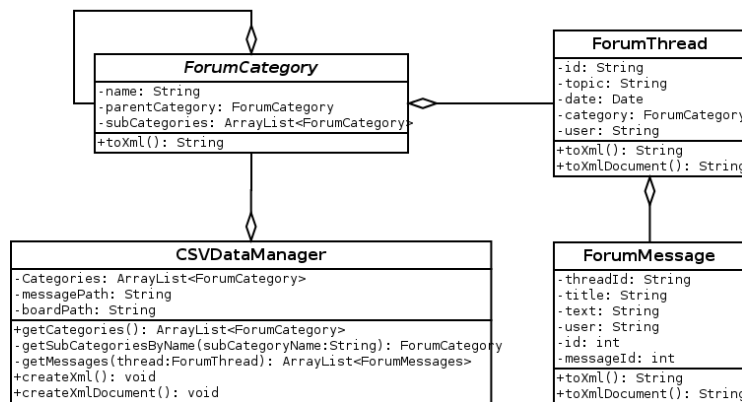 ForumCategory
-name: String
-parentCategory: ForumCategory
-subCategories: ArrayList<ForumCategory>
+toXml(): String
ForumThread
-id: String
-topic: String
-date: Date
-category: ForumCategory
-user: String
+toXml(): String
+toXmlDocument(): String
CSVDataManager
-Categories: ArrayList<ForumCategory>
-messagePath: String
-boardPath: String
+getCategories(): ArrayList<ForumCategory>
-getSubCategoriesByName(subCategoryName:String): ForumCategory
-getMessages(thread:ForumThread): ArrayList<ForumMessages>
+createXml(): void
+createXmlDocument(): void
ForumMessage
-threadId: String
-title: String
-text: String
-user: String
-id: int
-messageId: int
+toXml(): String
+toXmlDocument(): String